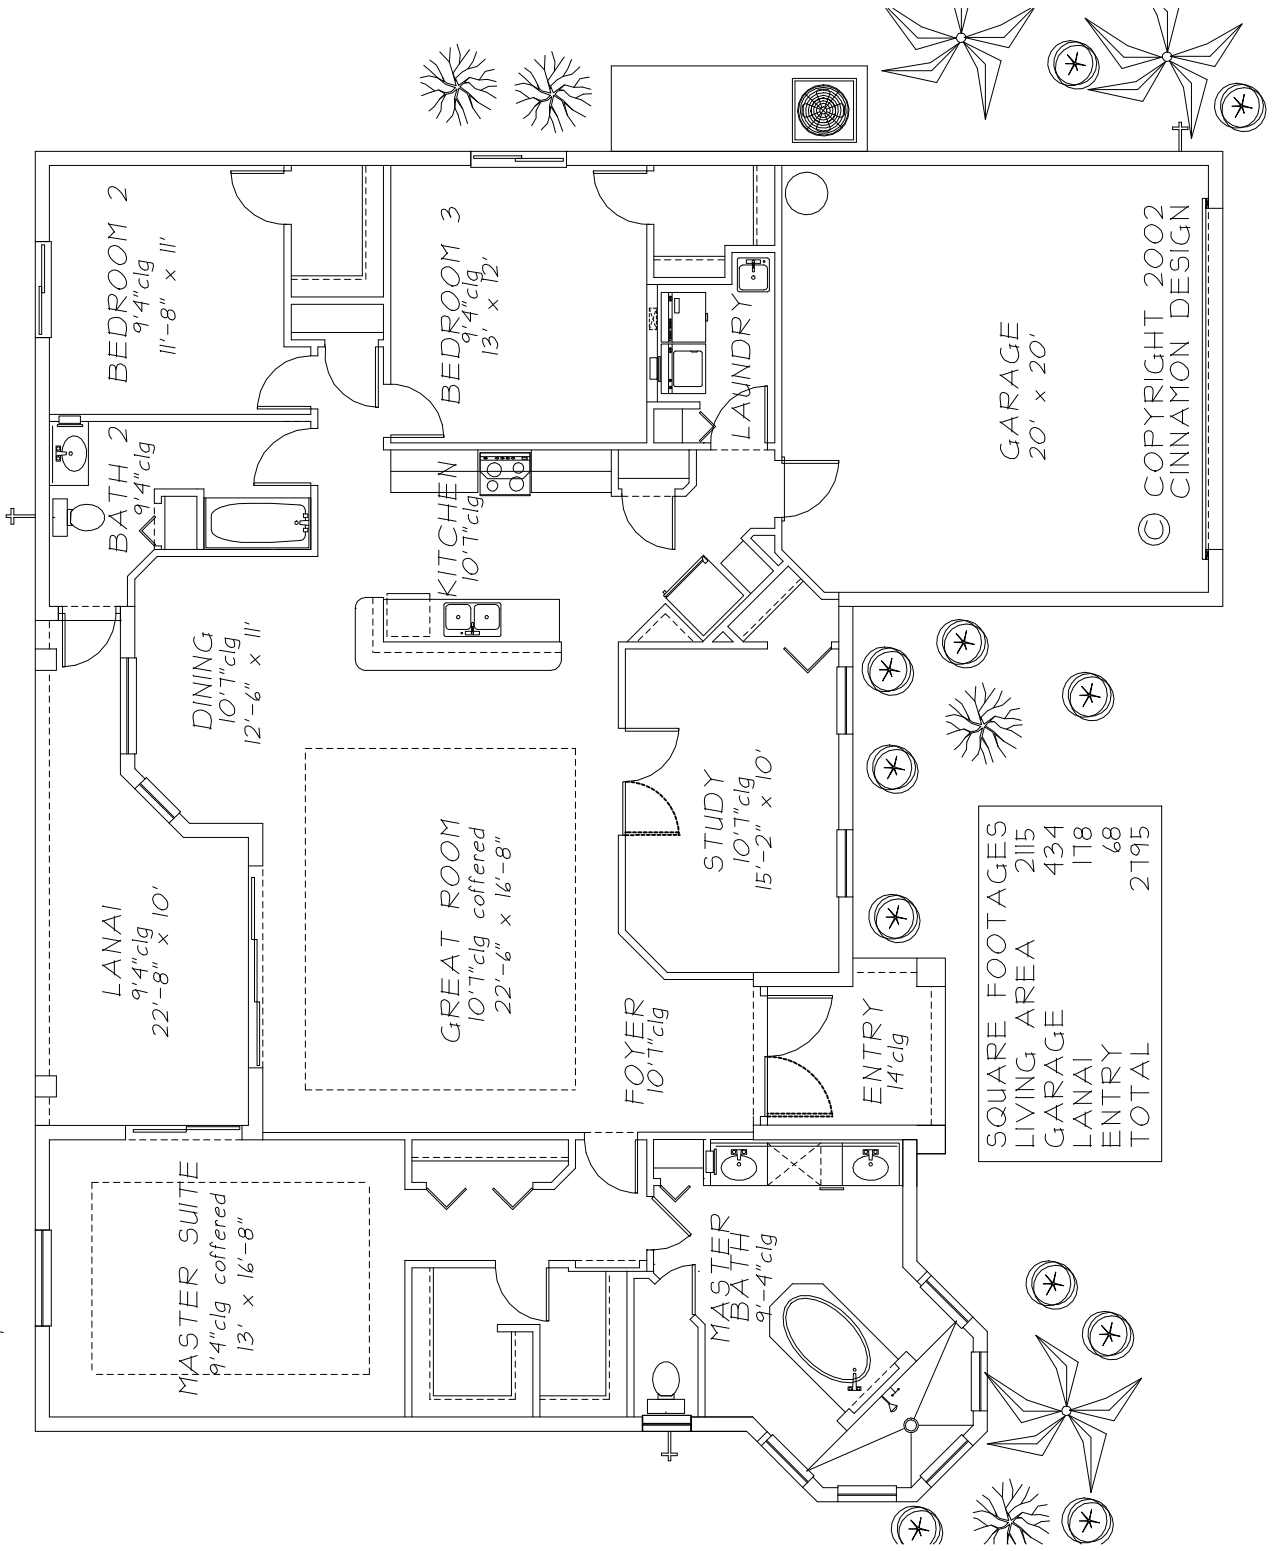 BEDROOM 2
9'4"clg
11'-8" x 11'
BEDROOM 3
9'4"clg
13' x 12'
LAUNDRY
GARAGE
20' x 20'
© COPYRIGHT 2002
CINNAMON DESIGN
BATH 2
9'4"clg
KITCHEN
10'7"clg
DINING
10'7"clg
12'-6" x 11'
STUDY
10'7"clg
15'-2" x 10'
LANAI
9'4"clg
22'-8" x 10'
GREAT ROOM
10'7"clg coffered
22'-6" x 16'-8"
FOYER
10'7"clg
ENTRY
14'clg
SQUARE FOOTAGES
LIVING AREA 2115
GARAGE 434
LANAI 178
ENTRY 68
TOTAL 2795
MASTER SUITE
9'4"clg coffered
13' x 16'-8"
MASTER
BATH
9'-4"clg